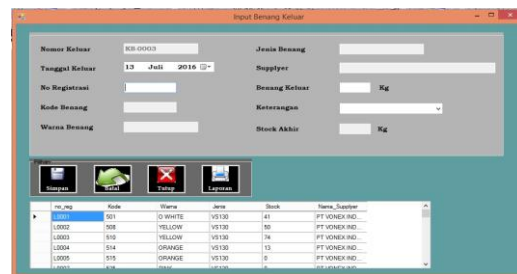 Input Benang Keluar
Nomor Keluar KB-0003 Jenis Benang
Tanggal Keluar 13 Juli 2016 Supplyer
No Registrasi Benang Keluar Kg
Kode Benang Keterangan
Warna Benang Stock Akhir Kg
Pilihan
Simpan Batal Tutup Laporan
no_reg Kode Warna Jenis Stock Nama_Supplyer
L0001 501 O WHITE VS130 41 PT VONEX IND...
L0002 508 YELLOW VS130 50 PT VONEX IND...
L0003 510 YELLOW VS130 74 PT VONEX IND...
L0004 514 ORANGE VS130 13 PT VONEX IND...
L0005 515 ORANGE VS130 0 PT VONEX IND...